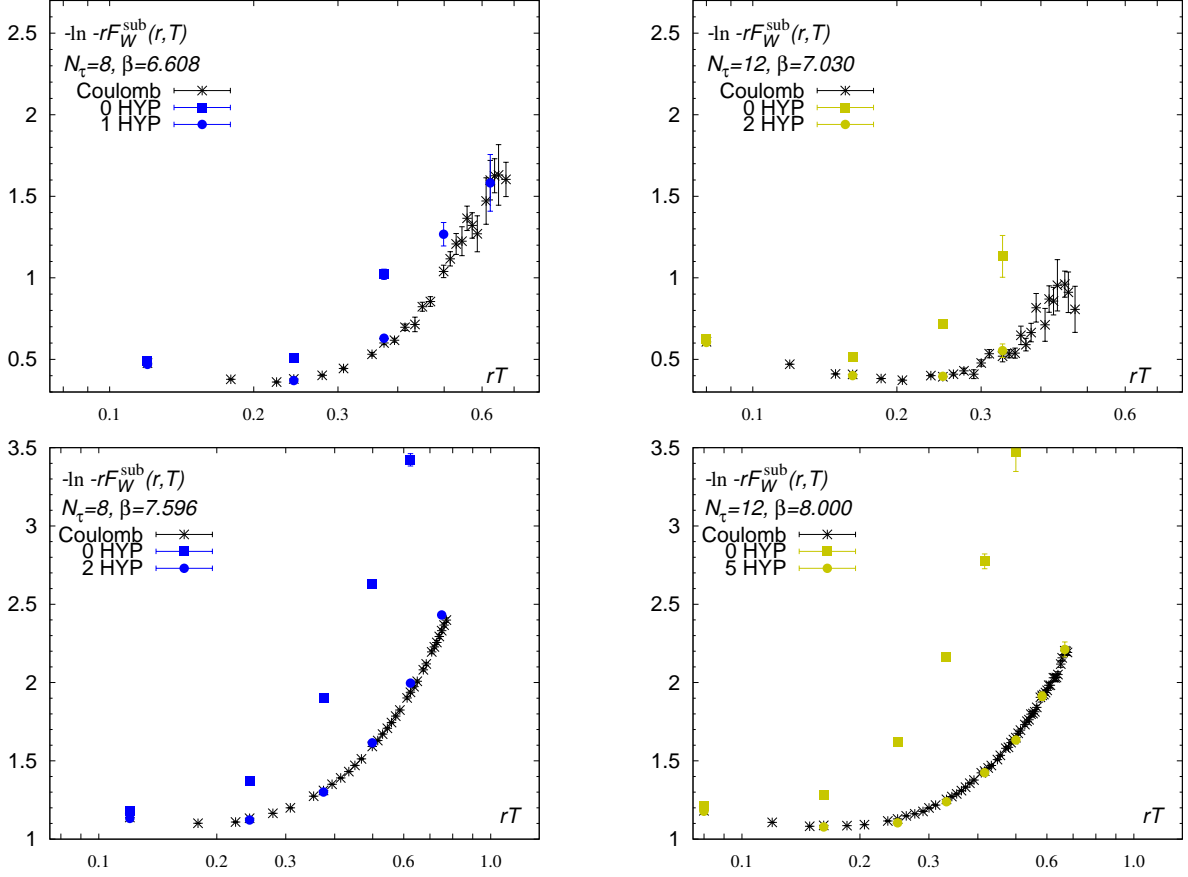 -ln -rF_W^sub(r,T)
N_τ=8, β=6.608
Coulomb
0 HYP
1 HYP
rT
2.5
2
1.5
1
0.5
0.1
0.2
0.3
0.6
-ln -rF_W^sub(r,T)
N_τ=12, β=7.030
Coulomb
0 HYP
2 HYP
rT
2.5
2
1.5
1
0.5
0.1
0.2
0.3
0.6
-ln -rF_W^sub(r,T)
N_τ=8, β=7.596
Coulomb
0 HYP
2 HYP
rT
3.5
3
2.5
2
1.5
1
0.1
0.2
0.3
0.6
1.0
-ln -rF_W^sub(r,T)
N_τ=12, β=8.000
Coulomb
0 HYP
5 HYP
rT
3.5
3
2.5
2
1.5
1
0.1
0.2
0.3
0.6
1.0